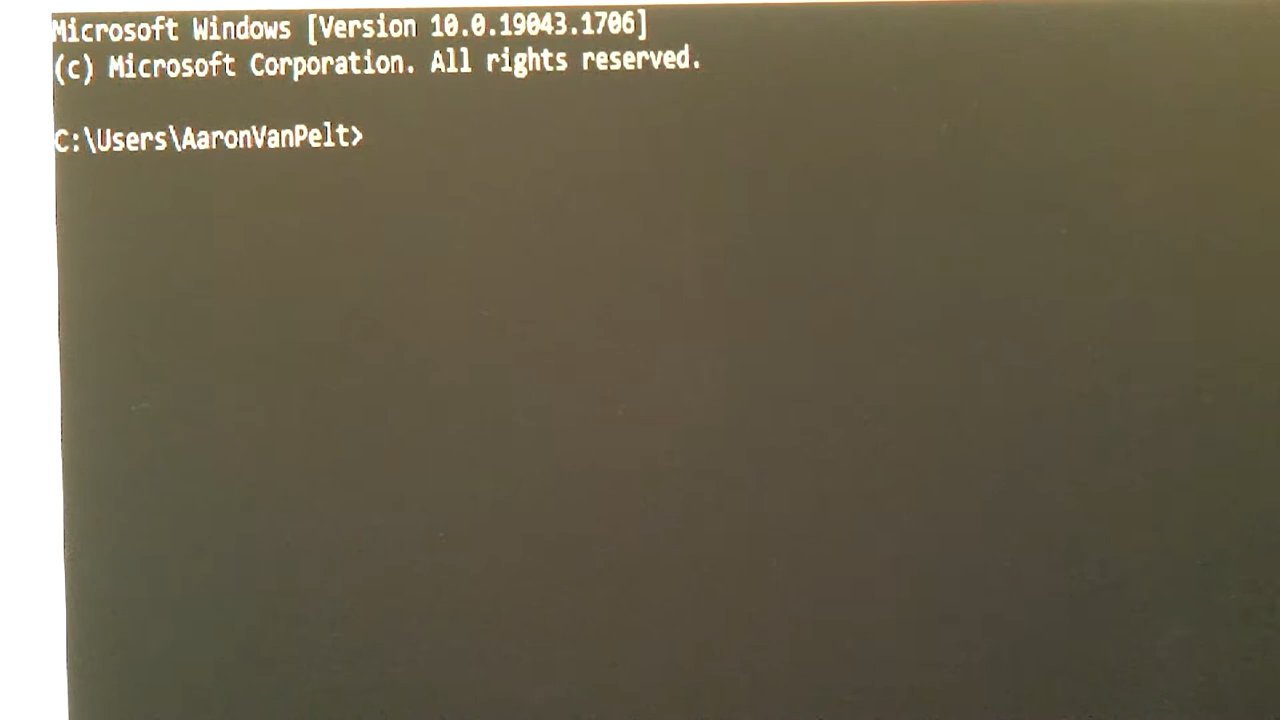 Microsoft Windows [Version 10.0.19043.1706]
(c) Microsoft Corporation. All rights reserved.
C:\Users\AaronVanPelt>